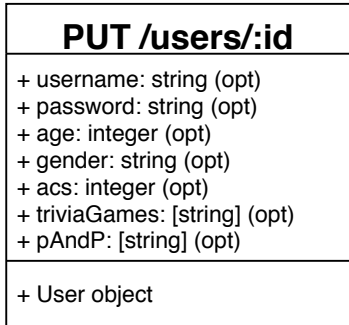 PUT /users/:id
+ username: string (opt)
+ password: string (opt)
+ age: integer (opt)
+ gender: string (opt)
+ acs: integer (opt)
+ triviaGames: [string] (opt)
+ pAndP: [string] (opt)
+ User object